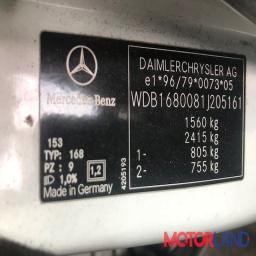 Mercedes-Benz
DAIMLERCHRYSLER AG
e1*96/79*0073*05
WDB1680081J205161
1560 kg
2415 kg
1- 805 kg
2- 755 kg
153
TYP: 168
PZ : 9
1,0% 1,2
Made in Germany
4205193
MOTORLAND